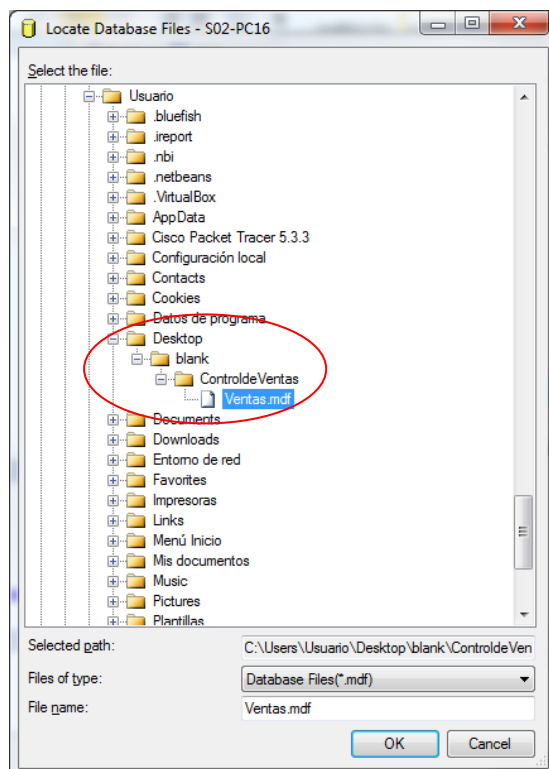 Locate Database Files - S02-PC16
Select the file:
Usuario
.bluefish
.ireport
.nbi
.netbeans
.VirtualBox
AppData
Cisco Packet Tracer 5.3.3
Configuración local
Contacts
Cookies
Datos de programa
Desktop
blank
ControldeVentas
Ventas.mdf
Documents
Downloads
Entorno de red
Favorites
Impresoras
Links
Menú Inicio
Mis documentos
Music
Pictures
Plantillas
Selected path: C:\Users\Usuario\Desktop\blank\ControldeVen
Files of type: Database Files(*.mdf)
File name: Ventas.mdf
OK Cancel